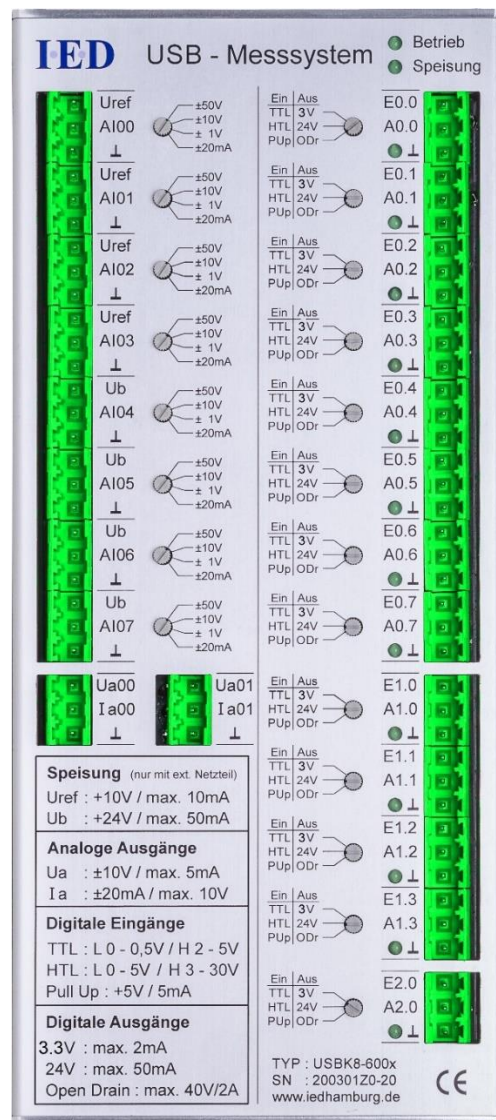 IED USB - Messsystem
Betrieb
Speisung
Uref
AI00
⊥
±50V
±10V
± 1V
±20mA
Uref
AI01
⊥
±50V
±10V
± 1V
±20mA
Uref
AI02
⊥
±50V
±10V
± 1V
±20mA
Uref
AI03
⊥
±50V
±10V
± 1V
±20mA
Ub
AI04
⊥
±50V
±10V
± 1V
±20mA
Ub
AI05
⊥
±50V
±10V
± 1V
±20mA
Ub
AI06
⊥
±50V
±10V
± 1V
±20mA
Ub
AI07
⊥
±50V
±10V
± 1V
±20mA
Ua00
Ia00
⊥
Ua01
Ia01
⊥
Speisung (nur mit ext. Netzteil)
Uref : +10V / max. 10mA
Ub : +24V / max. 50mA
Analoge Ausgänge
Ua : ±10V / max. 5mA
Ia : ±20mA / max. 10V
Digitale Eingänge
TTL : L 0 - 0,5V / H 2 - 5V
HTL : L 0 - 5V / H 3 - 30V
Pull Up : +5V / 5mA
Digitale Ausgänge
3.3V : max. 2mA
24V : max. 50mA
Open Drain : max. 40V/2A
Ein | Aus
TTL 3V
HTL 24V
PUp ODr
E0.0
A0.0
⊥
Ein | Aus
TTL 3V
HTL 24V
PUp ODr
E0.1
A0.1
⊥
Ein | Aus
TTL 3V
HTL 24V
PUp ODr
E0.2
A0.2
⊥
Ein | Aus
TTL 3V
HTL 24V
PUp ODr
E0.3
A0.3
⊥
Ein | Aus
TTL 3V
HTL 24V
PUp ODr
E0.4
A0.4
⊥
Ein | Aus
TTL 3V
HTL 24V
PUp ODr
E0.5
A0.5
⊥
Ein | Aus
TTL 3V
HTL 24V
PUp ODr
E0.6
A0.6
⊥
Ein | Aus
TTL 3V
HTL 24V
PUp ODr
E0.7
A0.7
⊥
Ein | Aus
TTL 3V
HTL 24V
PUp ODr
E1.0
A1.0
⊥
Ein | Aus
TTL 3V
HTL 24V
PUp ODr
E1.1
A1.1
⊥
Ein | Aus
TTL 3V
HTL 24V
PUp ODr
E1.2
A1.2
⊥
Ein | Aus
TTL 3V
HTL 24V
PUp ODr
E1.3
A1.3
⊥
Ein | Aus
TTL 3V
HTL 24V
PUp ODr
E2.0
A2.0
⊥
TYP : USBK8-600x
SN : 200301Z0-20
www.iedhamburg.de
CE